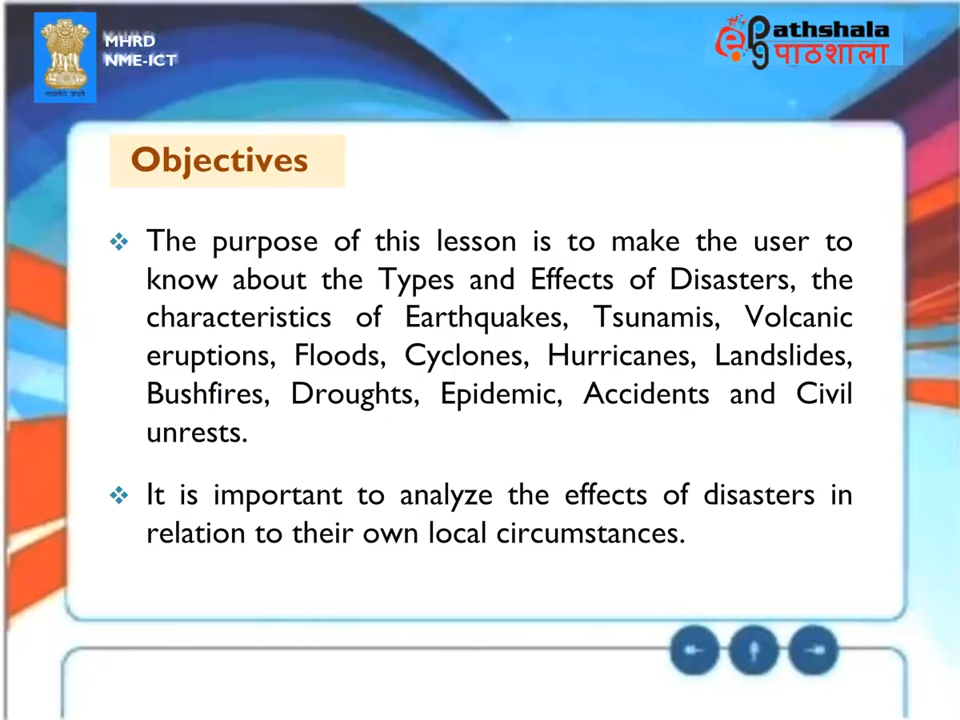 MHRD
NME-ICT
ePG Pathshala
पाठशाला
Objectives
The purpose of this lesson is to make the user to
know about the Types and Effects of Disasters, the
characteristics of Earthquakes, Tsunamis, Volcanic
eruptions, Floods, Cyclones, Hurricanes, Landslides,
Bushfires, Droughts, Epidemic, Accidents and Civil
unrests.
It is important to analyze the effects of disasters in
relation to their own local circumstances.